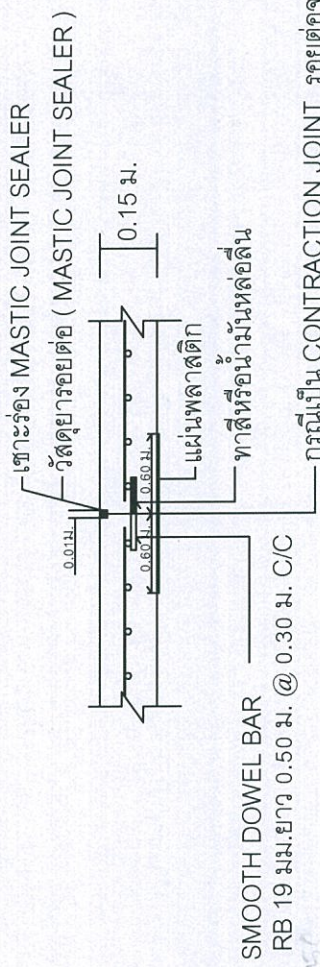 เซาะร่อง MASTIC JOINT SEALER
วัสดุยารอยต่อ ( MASTIC JOINT SEALER )
0.01ม.
0.15 ม.
0.60 ม.
0.60 ม.
แผ่นพลาสติก
ทาสีหรือน้ำมันหล่อลื่น
SMOOTH DOWEL BAR
RB 19 มม.ยาว 0.50 ม. @ 0.30 ม. C/C
กรณีเป็น CONTRACTION JOINT